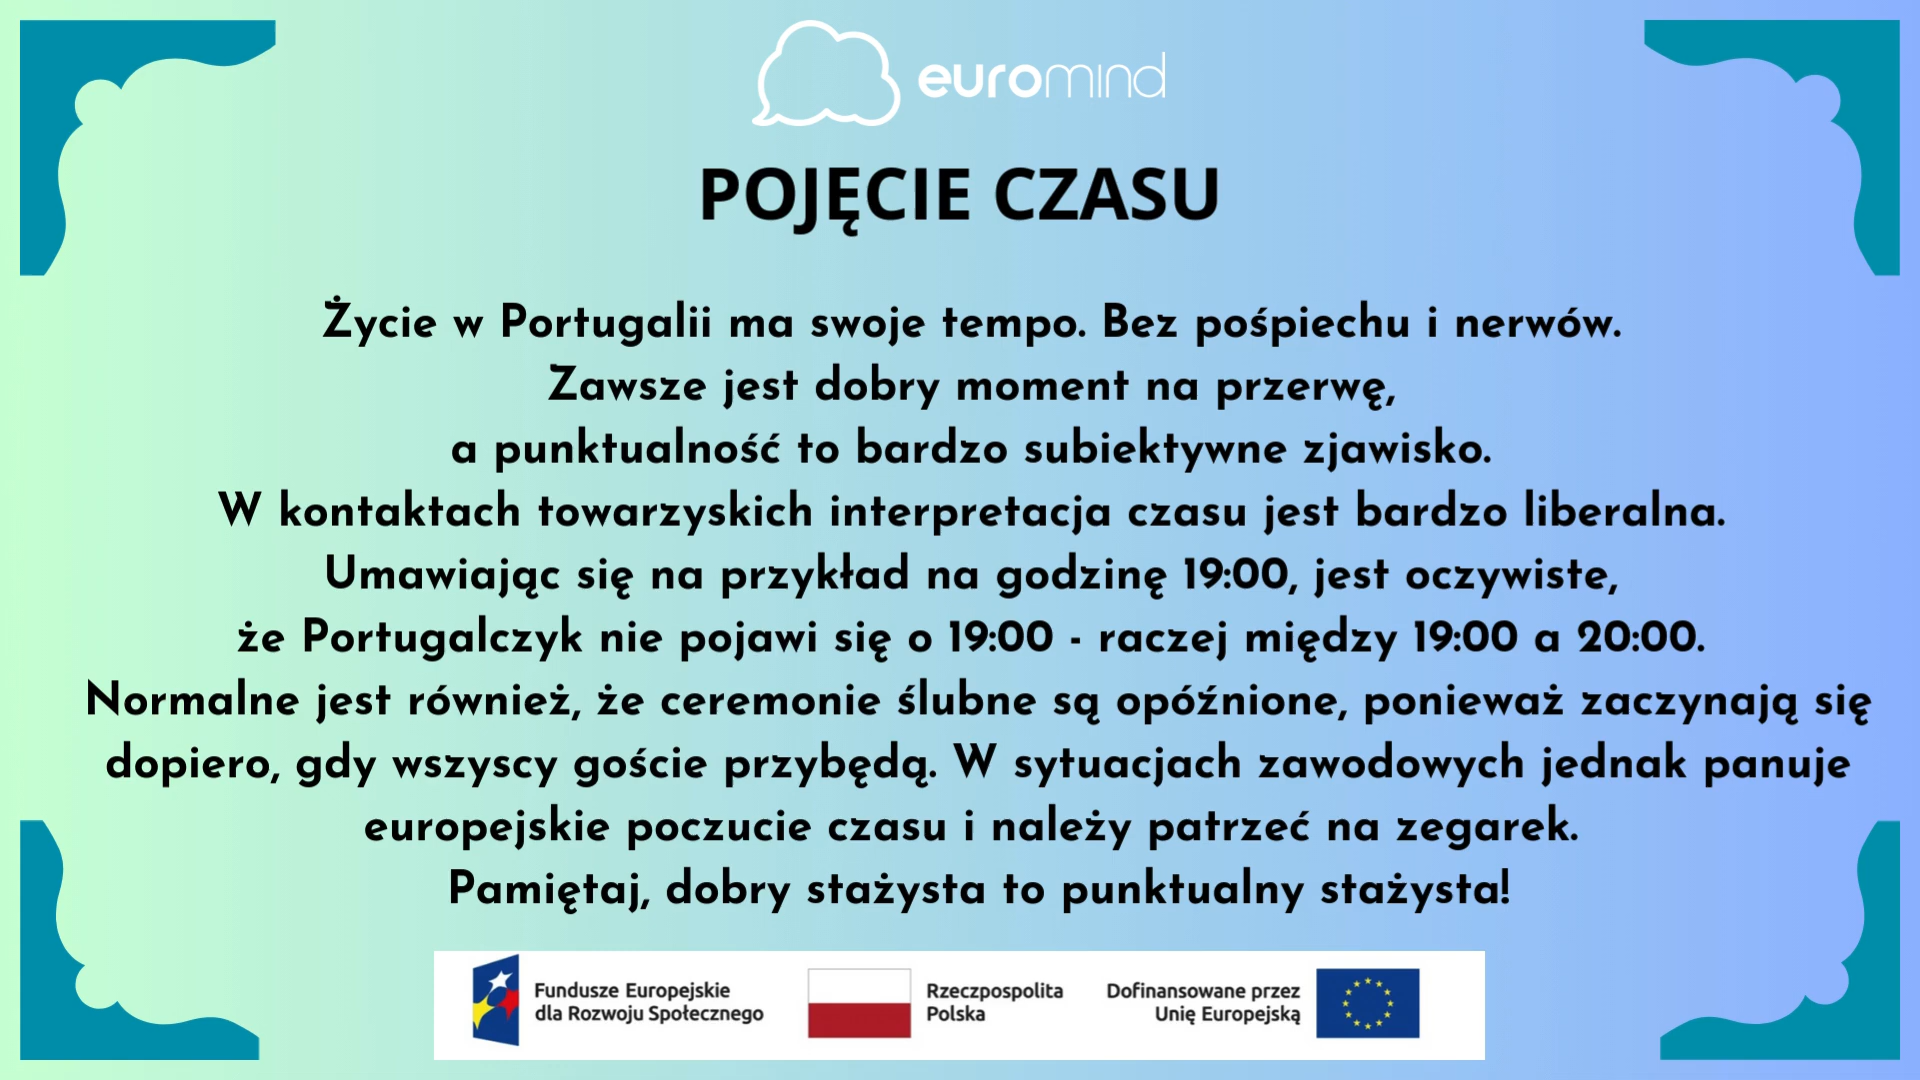 euromind
POJĘCIE CZASU
Życie w Portugalii ma swoje tempo. Bez pośpiechu i nerwów.
Zawsze jest dobry moment na przerwę,
a punktualność to bardzo subiektywne zjawisko.
W kontaktach towarzyskich interpretacja czasu jest bardzo liberalna.
Umawiając się na przykład na godzinę 19:00, jest oczywiste,
że Portugalczyk nie pojawi się o 19:00 - raczej między 19:00 a 20:00.
Normalne jest również, że ceremonie ślubne są opóźnione, ponieważ zaczynają się
dopiero, gdy wszyscy goście przybędą. W sytuacjach zawodowych jednak panuje
europejskie poczucie czasu i należy patrzeć na zegarek.
Pamiętaj, dobry stażysta to punktualny stażysta!
Fundusze Europejskie
dla Rozwoju Społecznego
Rzeczpospolita
Polska
Dofinansowane przez
Unię Europejską